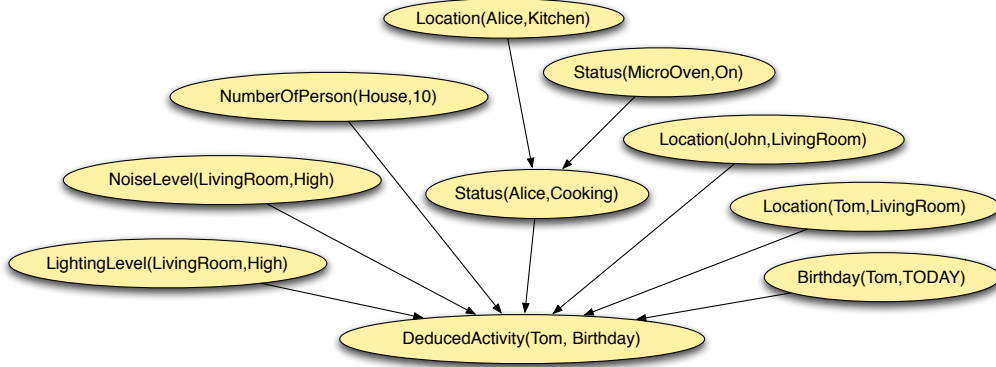 Location(Alice,Kitchen)
Status(MicroOven,On)
NumberOfPerson(House,10)
Location(John,LivingRoom)
NoiseLevel(LivingRoom,High)
Status(Alice,Cooking)
Location(Tom,LivingRoom)
LightingLevel(LivingRoom,High)
Birthday(Tom,TODAY)
DeducedActivity(Tom, Birthday)